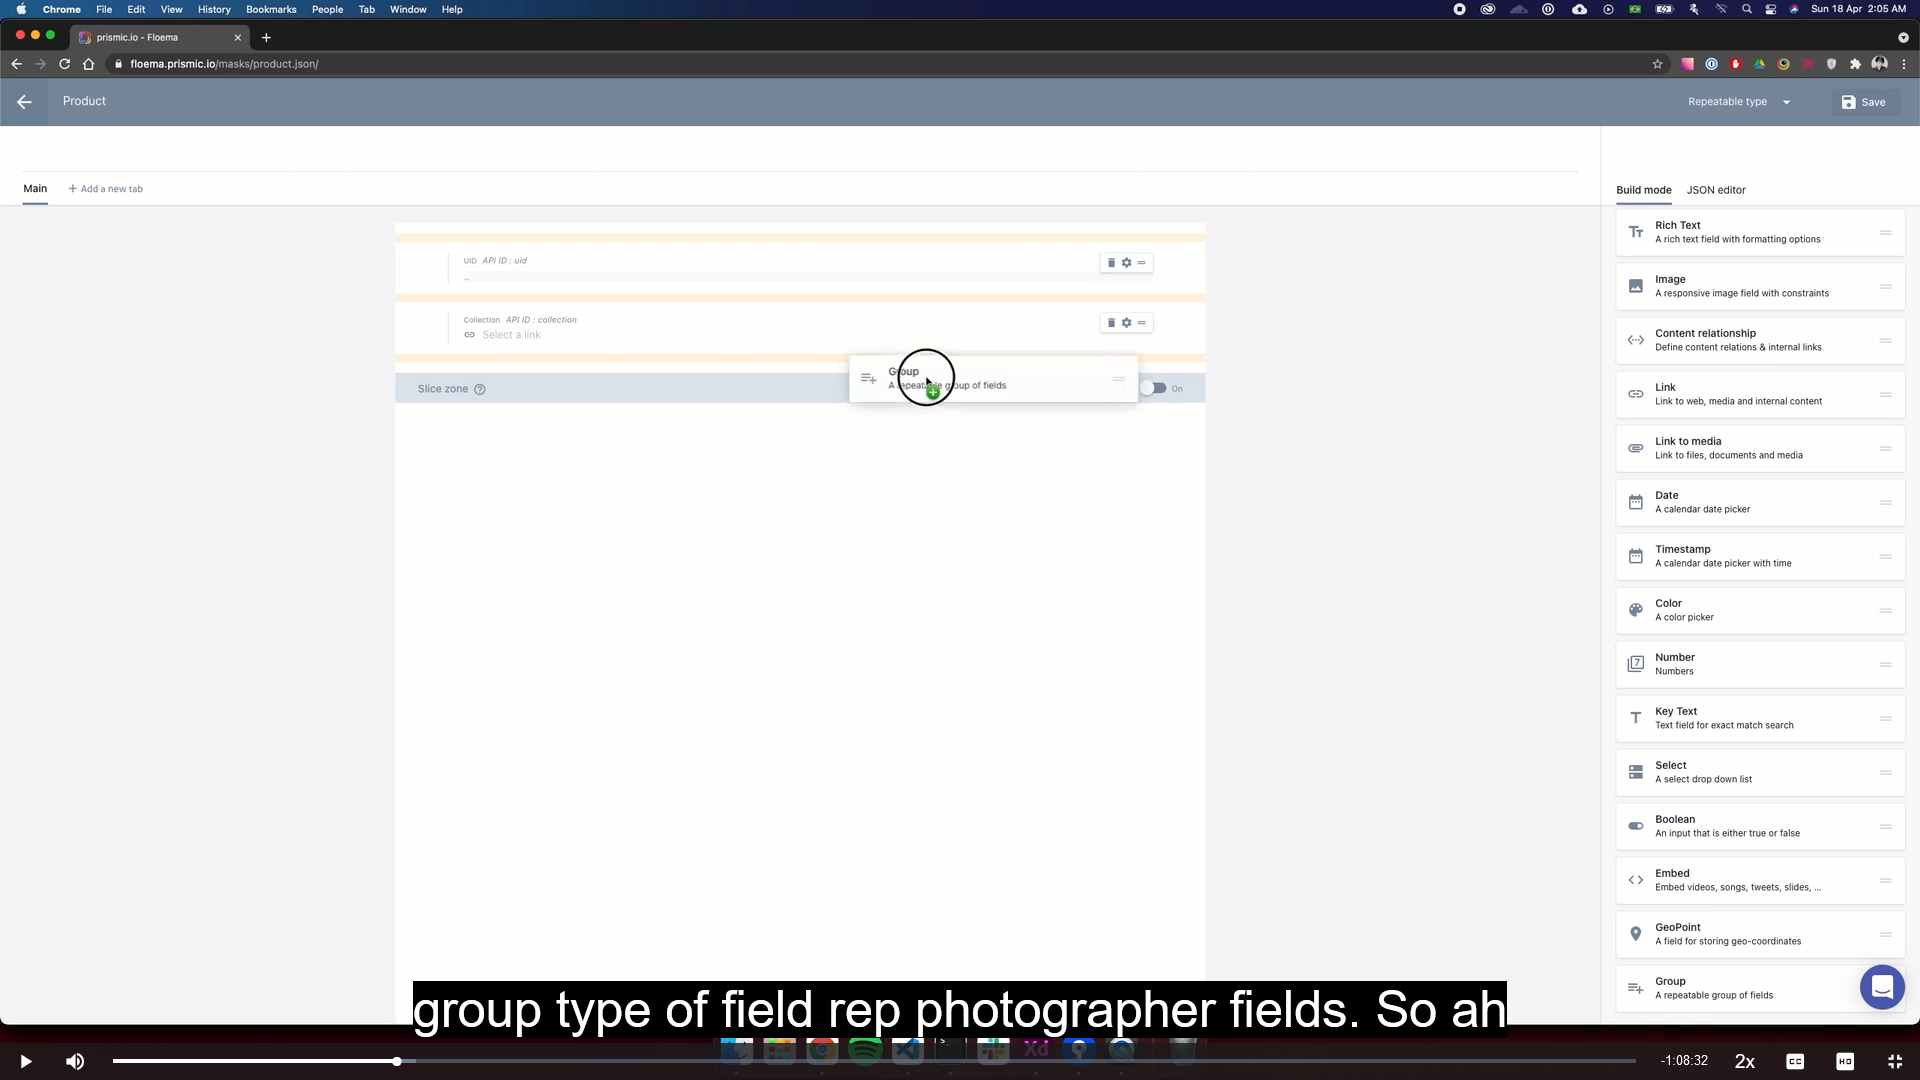 Chrome File Edit View History Bookmarks People Tab Window Help
Sun 18 Apr 2:05 AM
prismic.io - Floema
floema.prismic.io/masks/product.json/
Product
Repeatable type
Save
Main
+ Add a new tab
Build mode
JSON editor
UID API ID : uid
...
Collection API ID : collection
Select a link
Group
A repeatable group of fields
Slice zone
On
Rich Text
A rich text field with formatting options
Image
A responsive image field with constraints
Content relationship
Define content relations & internal links
Link
Link to web, media and internal content
Link to media
Link to files, documents and media
Date
A calendar date picker
Timestamp
A calendar date picker with time
Color
A color picker
Number
Numbers
Key Text
Text field for exact match search
Select
A select drop down list
Boolean
An input that is either true or false
Embed
Embed videos, songs, tweets, slides, ...
GeoPoint
A field for storing geo-coordinates
Group
A repeatable group of fields
group type of field rep photographer fields. So ah
Xd
-1:08:32
2x
CC
HD